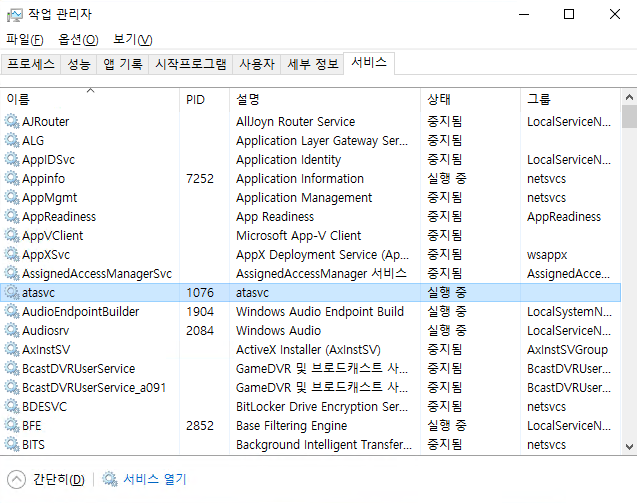 작업 관리자
파일(F) 옵션(O) 보기(V)
프로세스 성능 앱 기록 시작프로그램 사용자 세부 정보 서비스
이름 PID 설명 상태 그룹
AJRouter AllJoyn Router Service 중지됨 LocalServiceN...
ALG Application Layer Gateway Ser... 중지됨
AppIDSvc Application Identity 중지됨 LocalServiceN...
Appinfo 7252 Application Information 실행 중 netsvcs
AppMgmt Application Management 중지됨 netsvcs
AppReadiness App Readiness 중지됨 AppReadiness
AppVClient Microsoft App-V Client 중지됨
AppXSvc AppX Deployment Service (Ap... 중지됨 wsappx
AssignedAccessManagerSvc AssignedAccessManager 서비스 중지됨 AssignedAcce...
atasvc 1076 atasvc 실행 중
AudioEndpointBuilder 1904 Windows Audio Endpoint Build 실행 중 LocalSystemN...
Audiosrv 2084 Windows Audio 실행 중 LocalServiceN...
AxInstSV ActiveX Installer (AxInstSV) 중지됨 AxInstSVGroup
BcastDVRUserService GameDVR 및 브로드캐스트 사... 중지됨 BcastDVRUser...
BcastDVRUserService_a091 GameDVR 및 브로드캐스트 사... 중지됨 BcastDVRUser...
BDESVC BitLocker Drive Encryption Ser... 중지됨 netsvcs
BFE 2852 Base Filtering Engine 실행 중 LocalServiceN...
BITS Background Intelligent Transfer... 중지됨 netsvcs
간단히(D) 서비스 열기